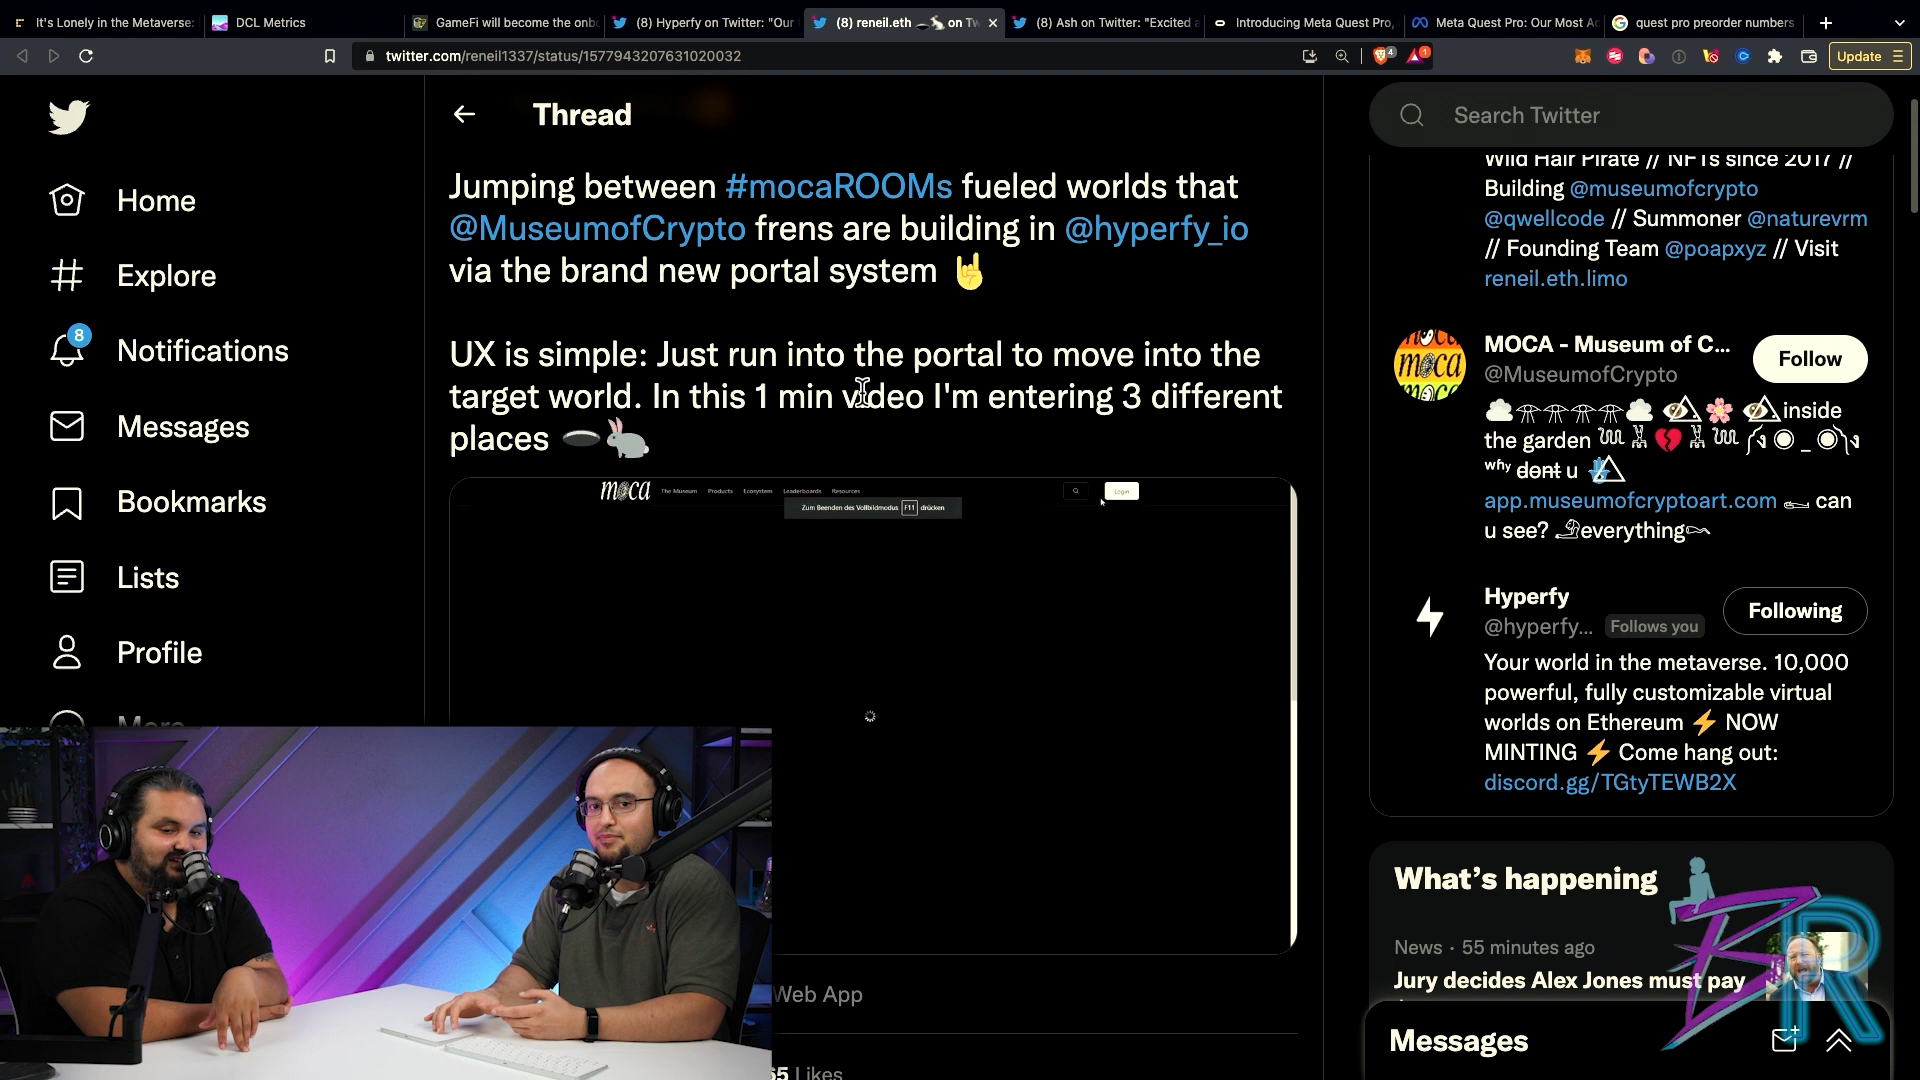 It's Lonely in the Metaverse:
DCL Metrics
GameFi will become the onbo
(8) Hyperfy on Twitter: "Our
(8) reneil.eth 🕳️🐇 on Tw
(8) Ash on Twitter: "Excited a
Introducing Meta Quest Pro,
Meta Quest Pro: Our Most Ad
quest pro preorder numbers
twitter.com/reneil1337/status/1577943207631020032
4
1
Update
Home
Explore
8
Notifications
Messages
Bookmarks
Lists
Profile
More
Thread
Jumping between #mocaROOMs fueled worlds that
@MuseumofCrypto frens are building in @hyperfy_io
via the brand new portal system 🤘
UX is simple: Just run into the portal to move into the
target world. In this 1 min video I'm entering 3 different
places 🕳️🐇
moca The Museum Products Ecosystem Leaderboards Resources Login
Zum Beenden des Vollbildmodus F11 drücken
Web App
65 Likes
Search Twitter
Wild Hair Pirate // NFTs since 2017 //
Building @museumofcrypto
@qwellcode // Summoner @naturevrm
// Founding Team @poapxyz // Visit
reneil.eth.limo
moca
MOCA - Museum of C...
@MuseumofCrypto
Follow
inside
the garden
why dont u
app.museumofcryptoart.com can
u see? everything
Hyperfy
@hyperfy... Follows you
Following
Your world in the metaverse. 10,000
powerful, fully customizable virtual
worlds on Ethereum ⚡ NOW
MINTING ⚡ Come hang out:
discord.gg/TGtyTEWB2X
What's happening
News · 55 minutes ago
Jury decides Alex Jones must pay
BR
Messages